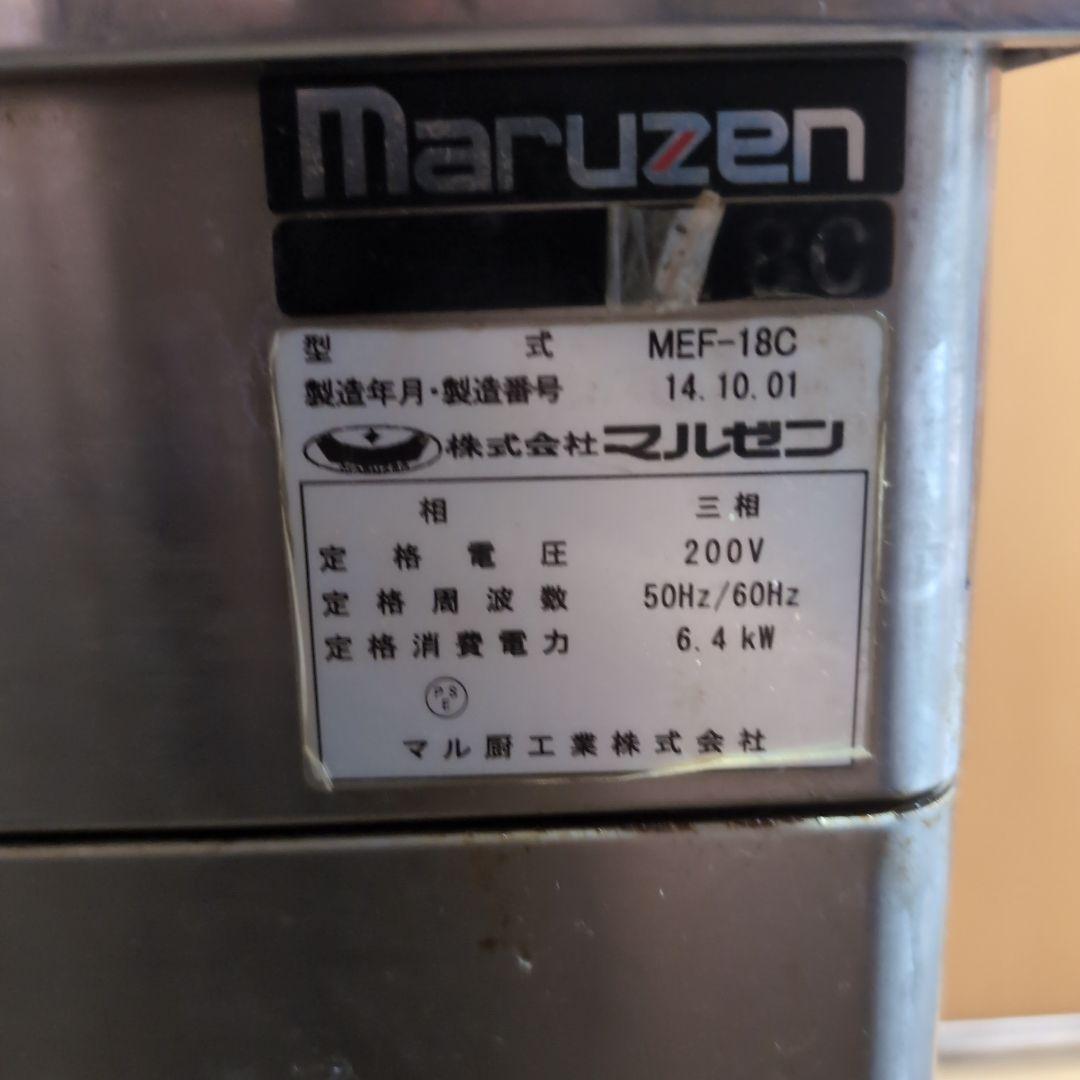 maruzen
8C
型式 MEF-18C
製造年月・製造番号 14.10.01
MARUZEN 株式会社マルゼン
相 三相
定格電圧 200V
定格周波数 50Hz/60Hz
定格消費電力 6.4kW
PSE
マル厨工業株式会社